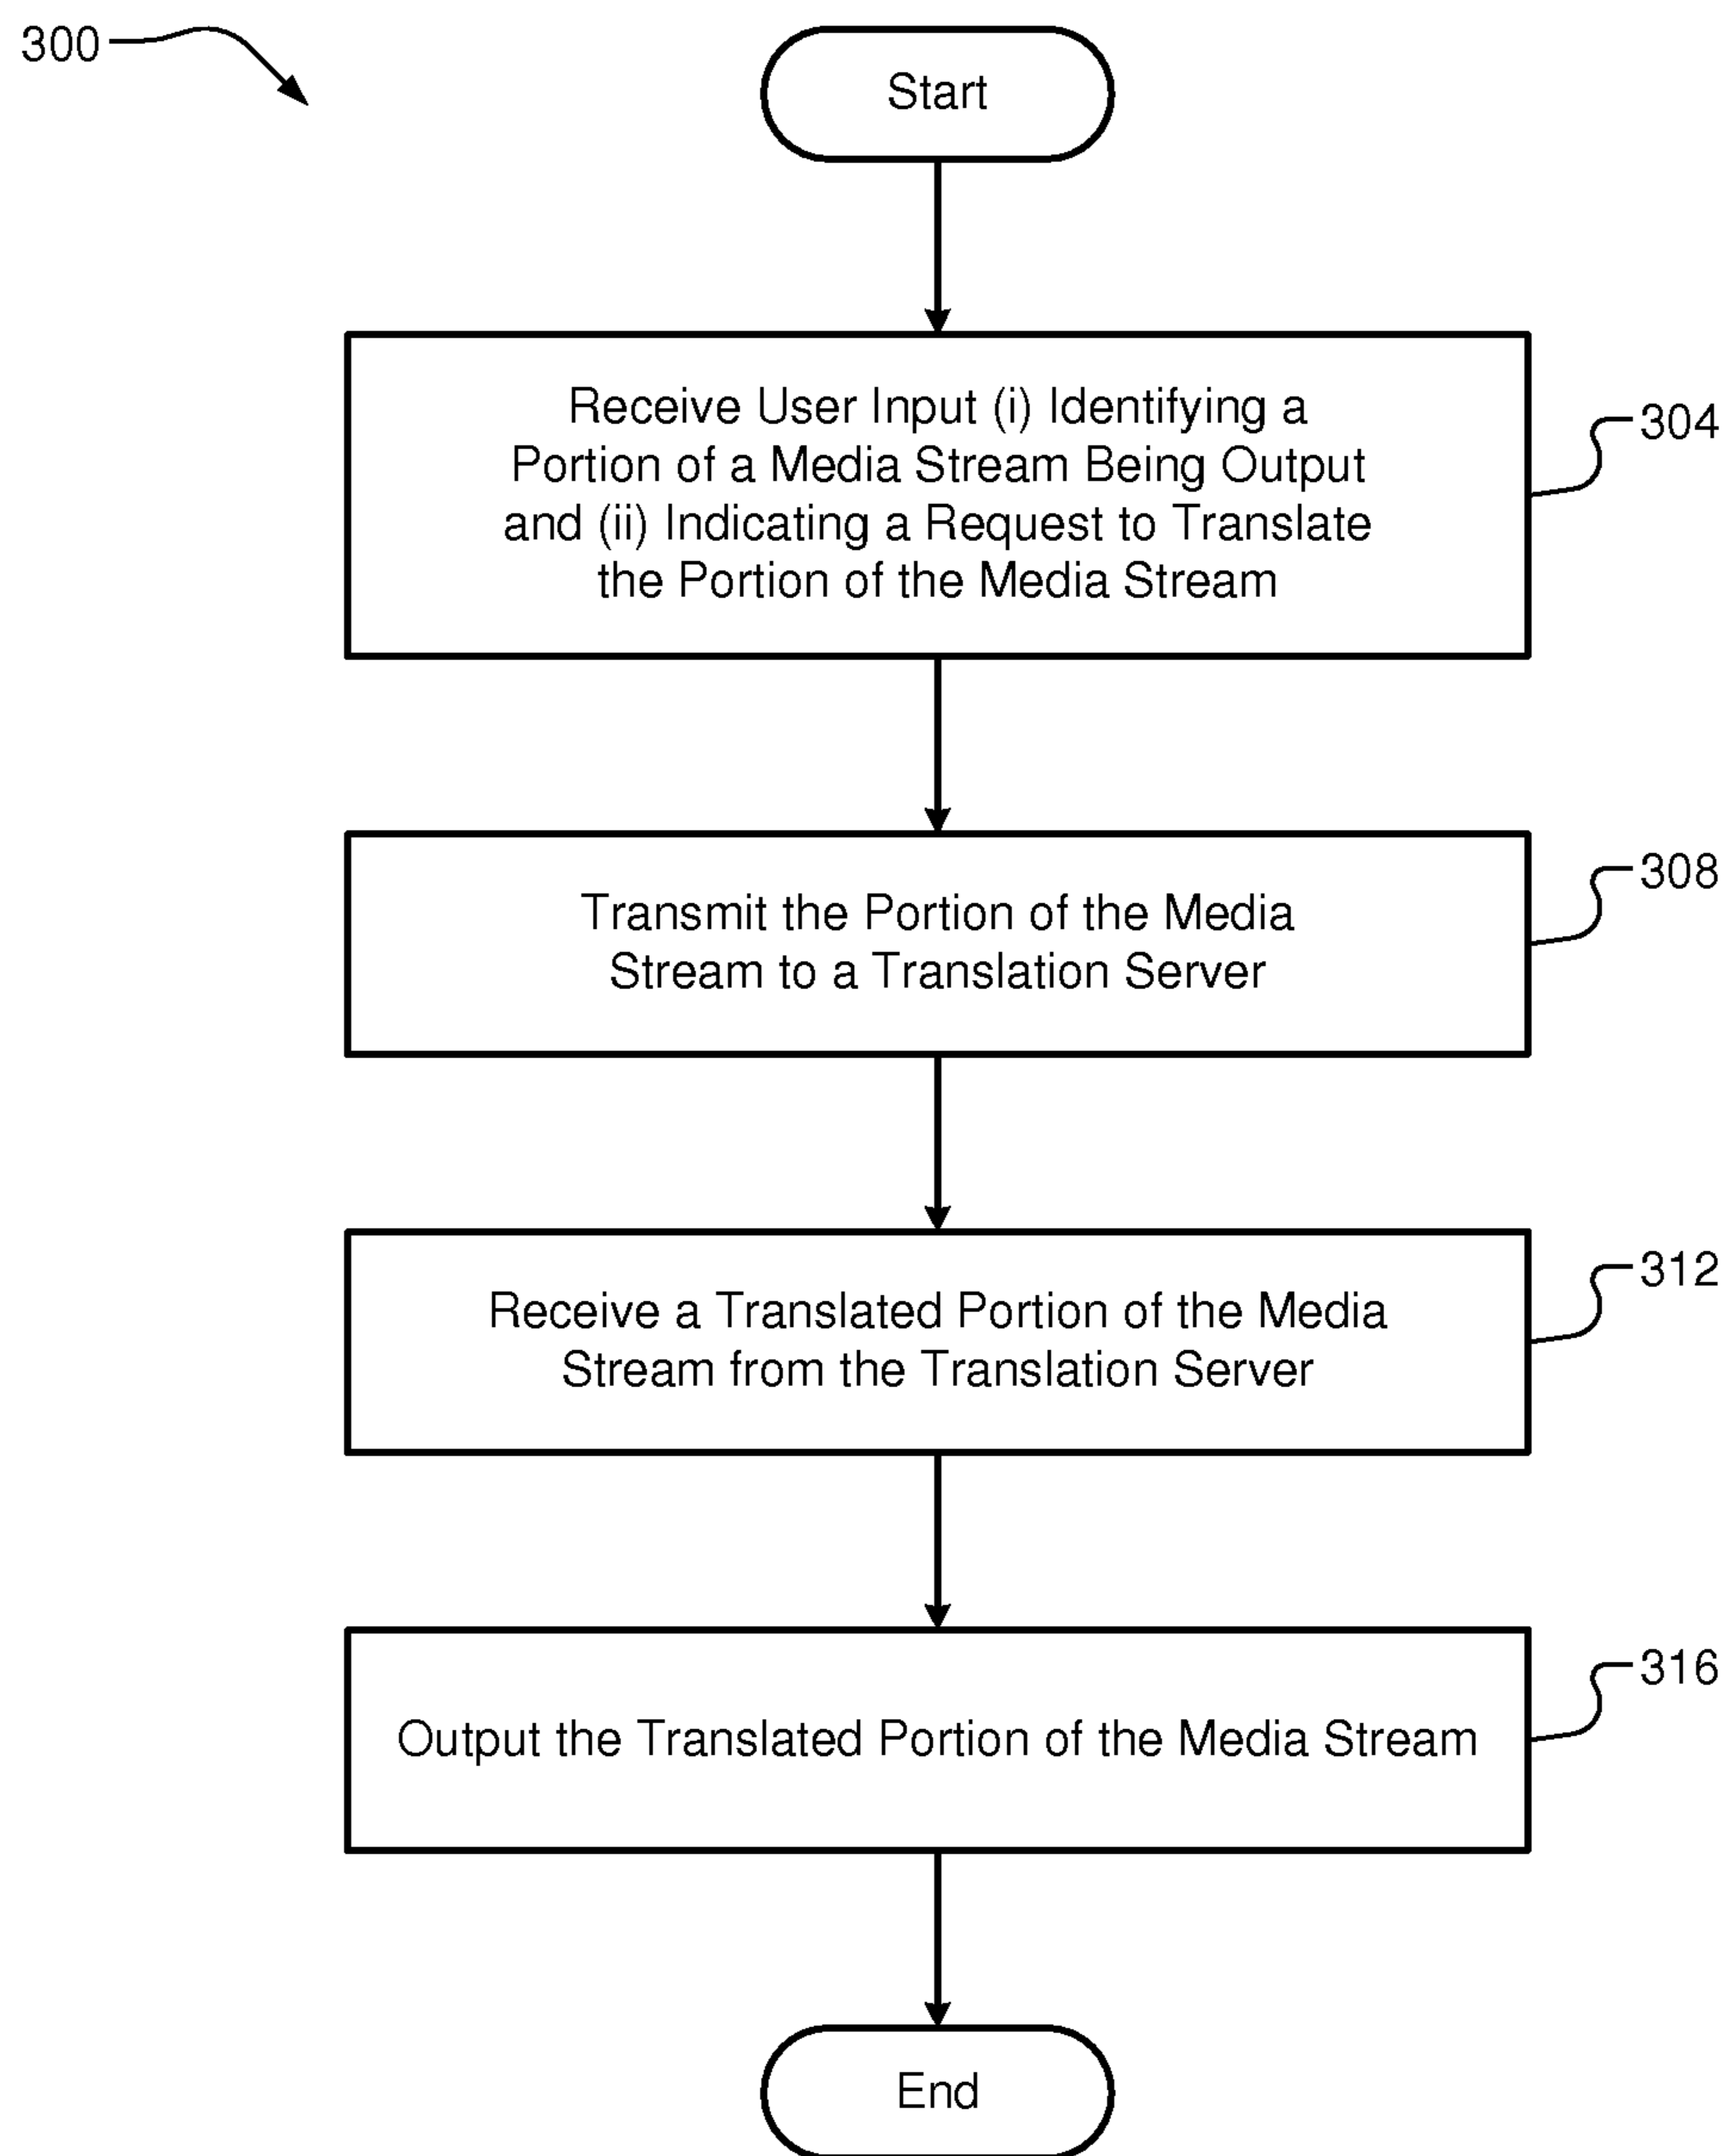 300
Start
Receive User Input (i) Identifying a
Portion of a Media Stream Being Output
and (ii) Indicating a Request to Translate
the Portion of the Media Stream
304
Transmit the Portion of the Media
Stream to a Translation Server
308
Receive a Translated Portion of the Media
Stream from the Translation Server
312
Output the Translated Portion of the Media Stream
316
End